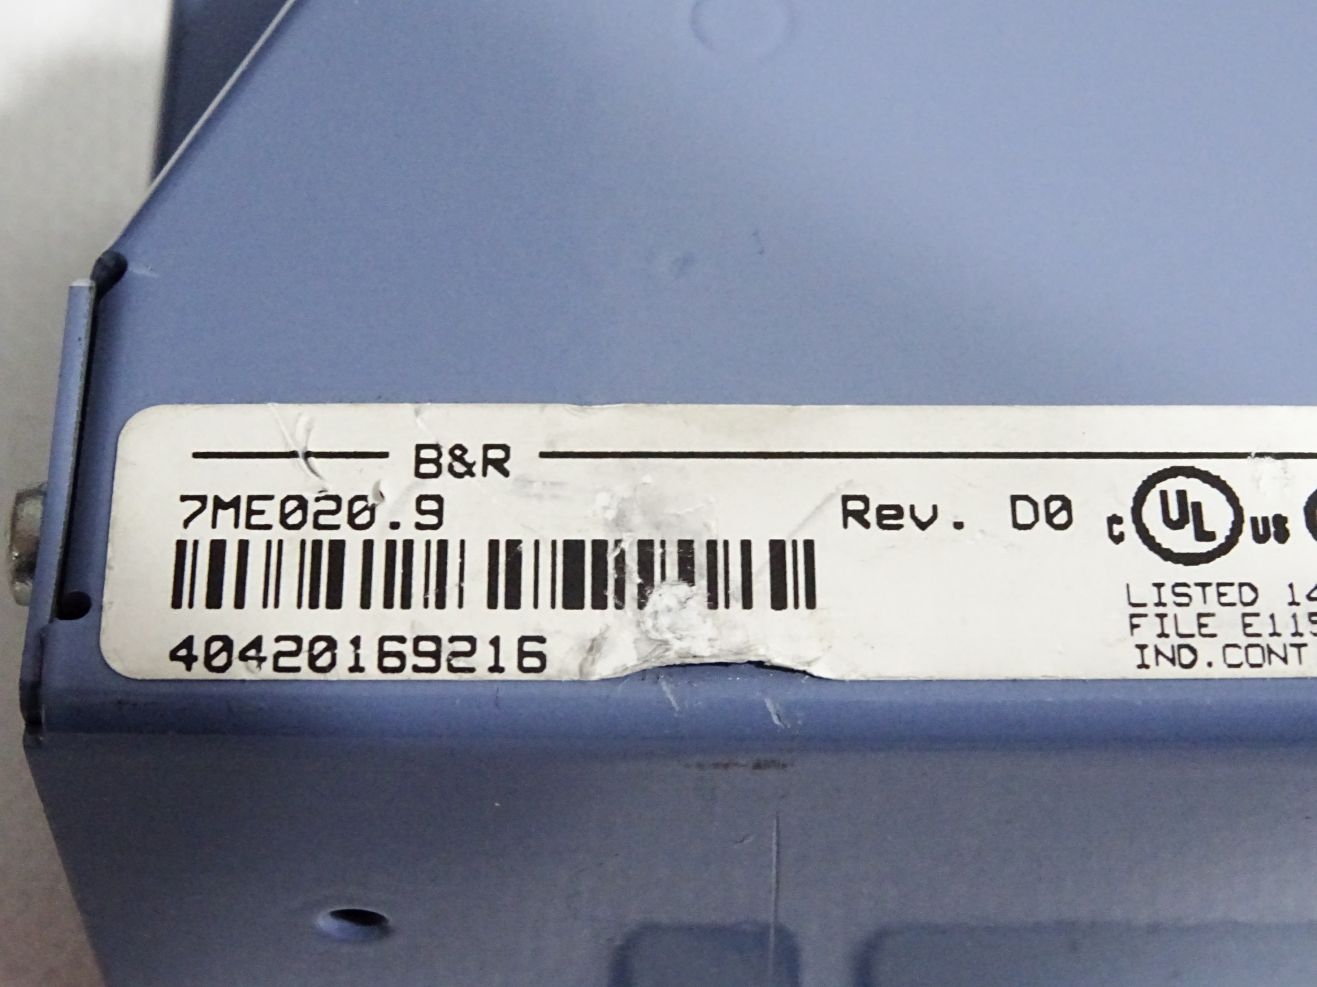 B&R
7ME020.9
Rev. D0
C UL US
40420169216
LISTED 14
FILE E115
IND.CONT